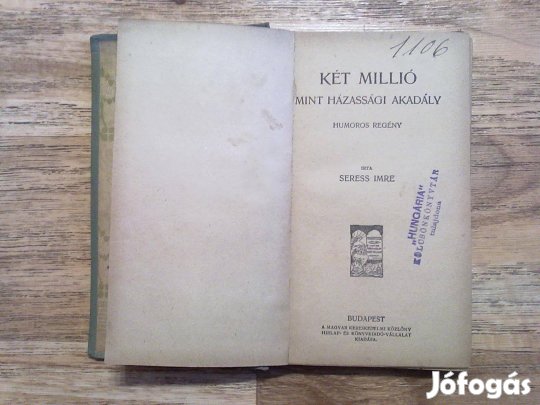 1106
KÉT MILLIÓ
MINT HÁZASSÁGI AKADÁLY
HUMOROS REGÉNY
IRTA
SERESS IMRE
„HUNGÁRIA"
KÖLCSÖNKÖNYVTÁR
tulajdona
BUDAPEST
A MAGYAR KERESKEDELMI KÖZLÖNY
HIRLAP- ÉS KÖNYVKIADÓ-VÁLLALAT
KIADÁSA.
Jófogás